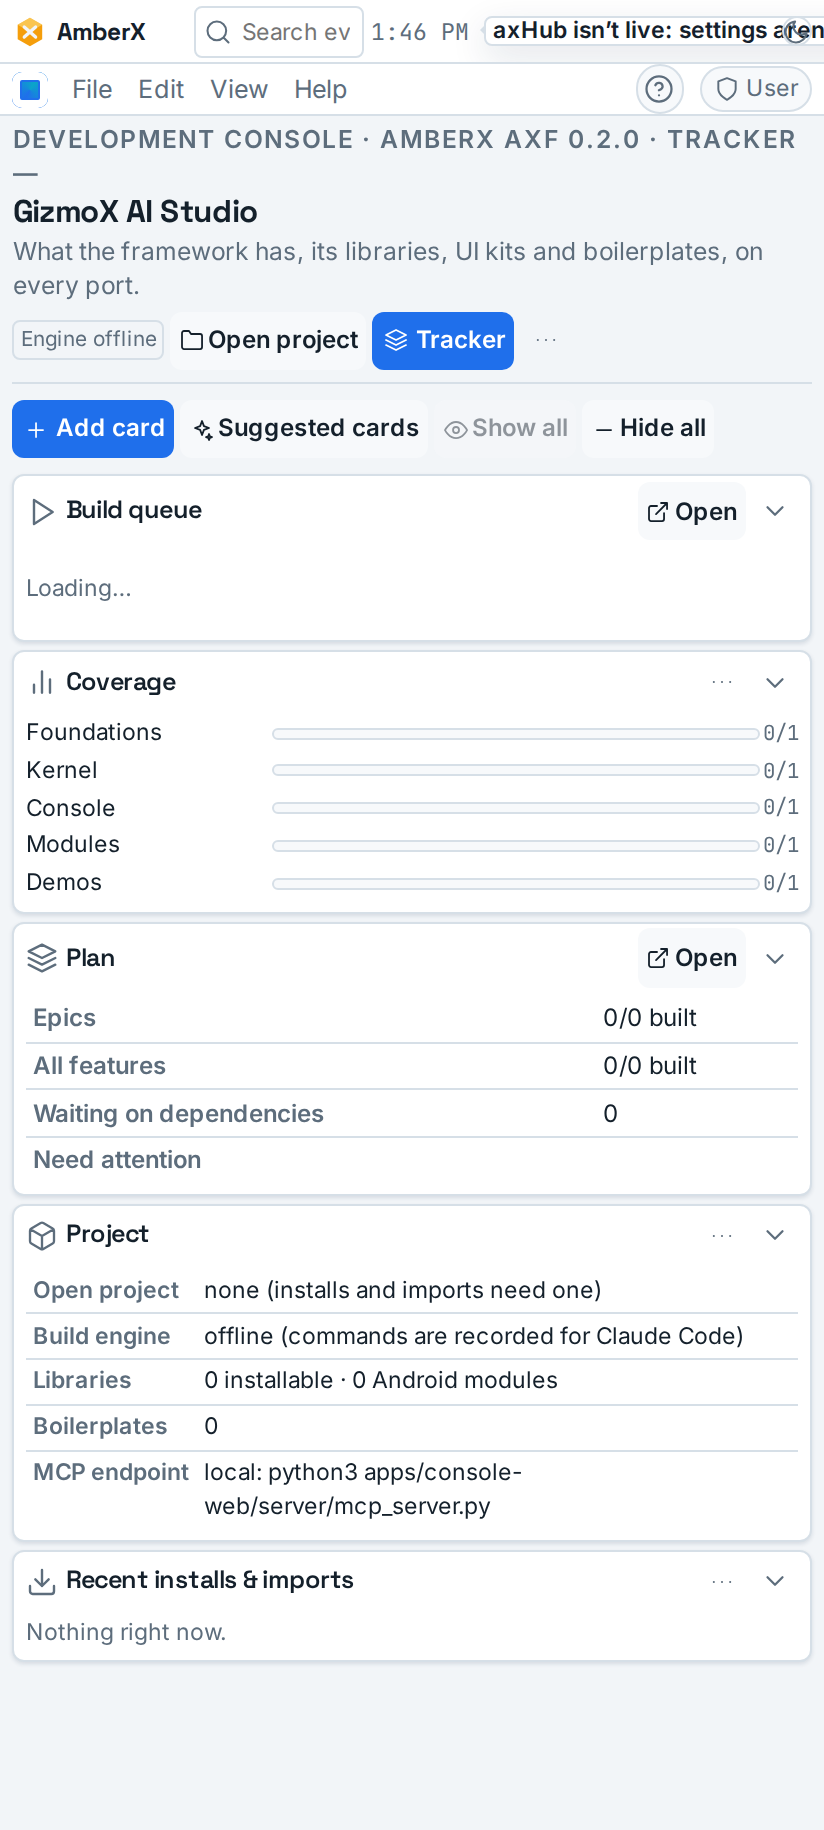 AmberX
Search ev
1:46 PM
axHub isn't live: settings aren
File Edit View Help
User
DEVELOPMENT CONSOLE · AMBERX AXF 0.2.0 · TRACKER
—
GizmoX AI Studio
What the framework has, its libraries, UI kits and boilerplates, on
every port.
Engine offline
Open project
Tracker
···
Add card
Suggested cards
Show all
Hide all
Build queue
Open
Loading...
Coverage
···
Foundations 0/1
Kernel 0/1
Console 0/1
Modules 0/1
Demos 0/1
Plan
Open
Epics 0/0 built
All features 0/0 built
Waiting on dependencies 0
Need attention
Project
···
Open project none (installs and imports need one)
Build engine offline (commands are recorded for Claude Code)
Libraries 0 installable · 0 Android modules
Boilerplates 0
MCP endpoint local: python3 apps/console-
web/server/mcp_server.py
Recent installs & imports
···
Nothing right now.